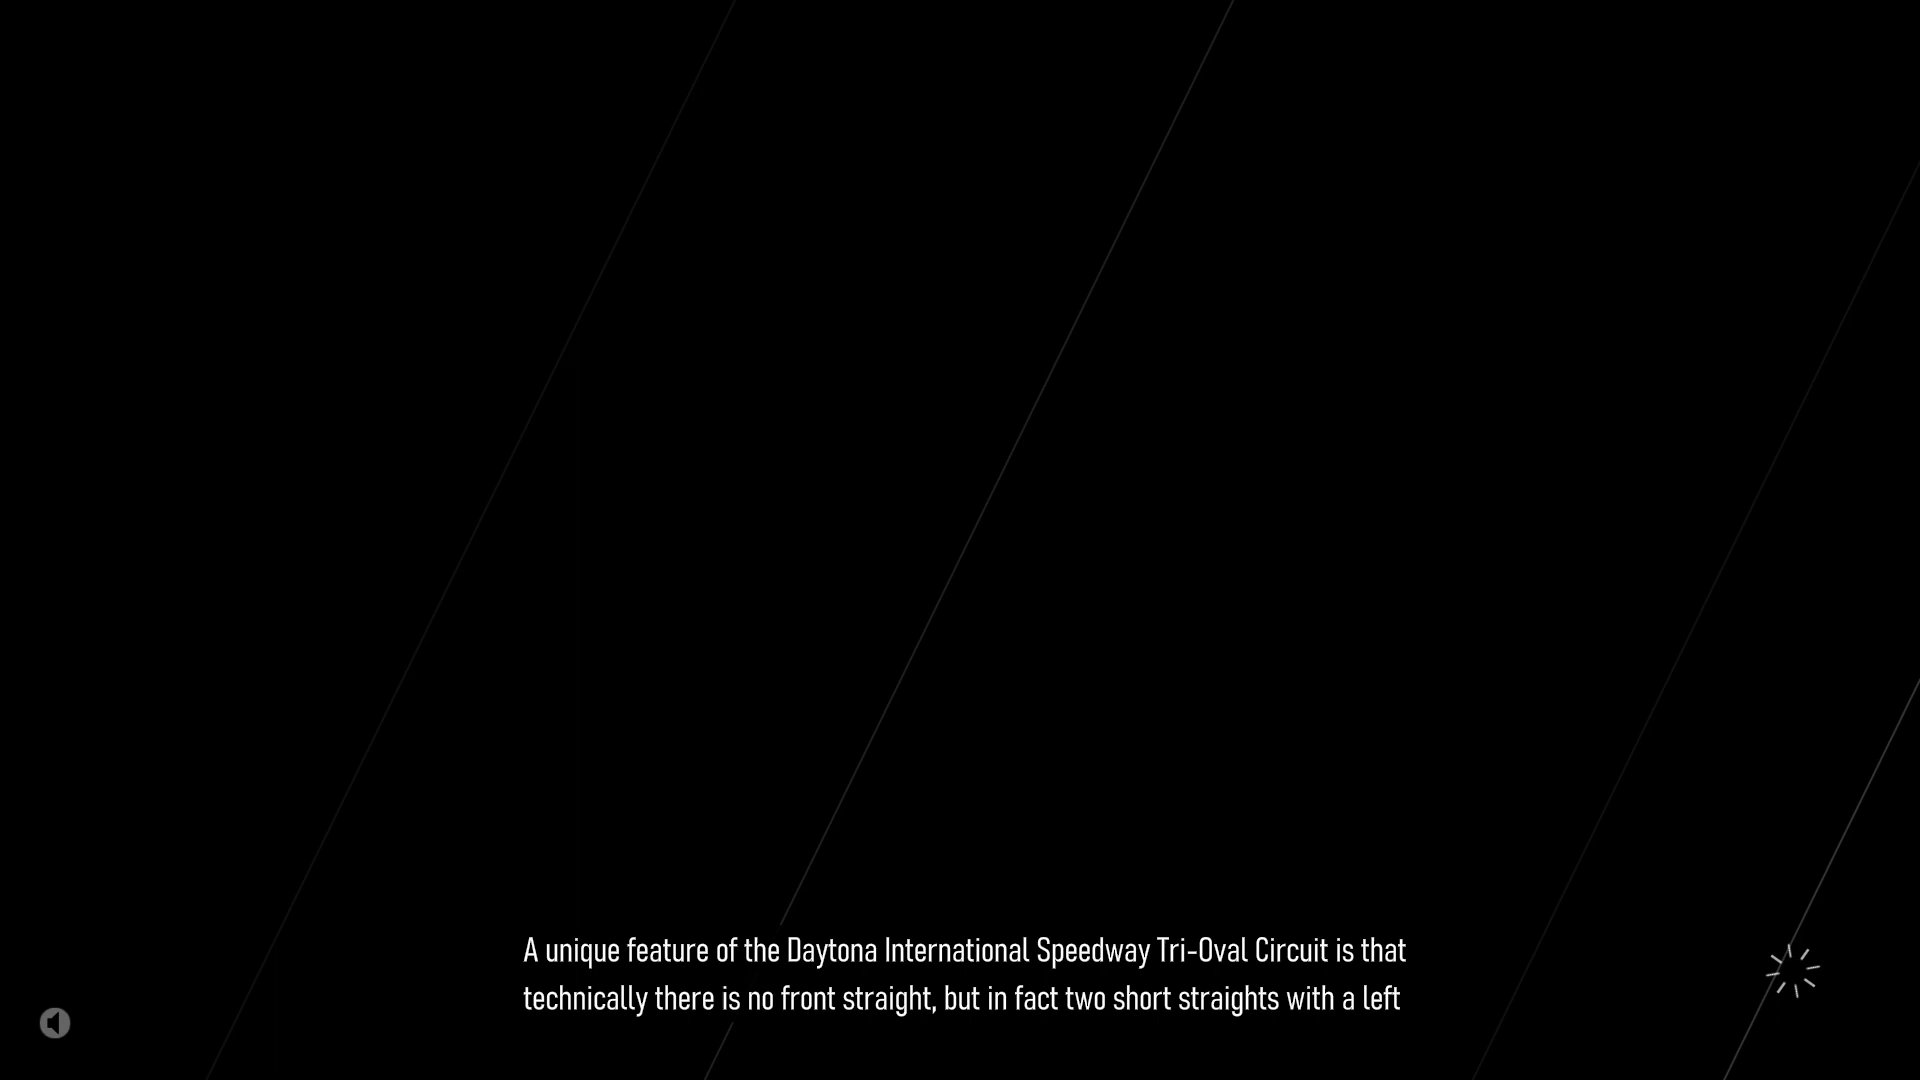 A unique feature of the Daytona International Speedway Tri-Oval Circuit is that
technically there is no front straight, but in fact two short straights with a left